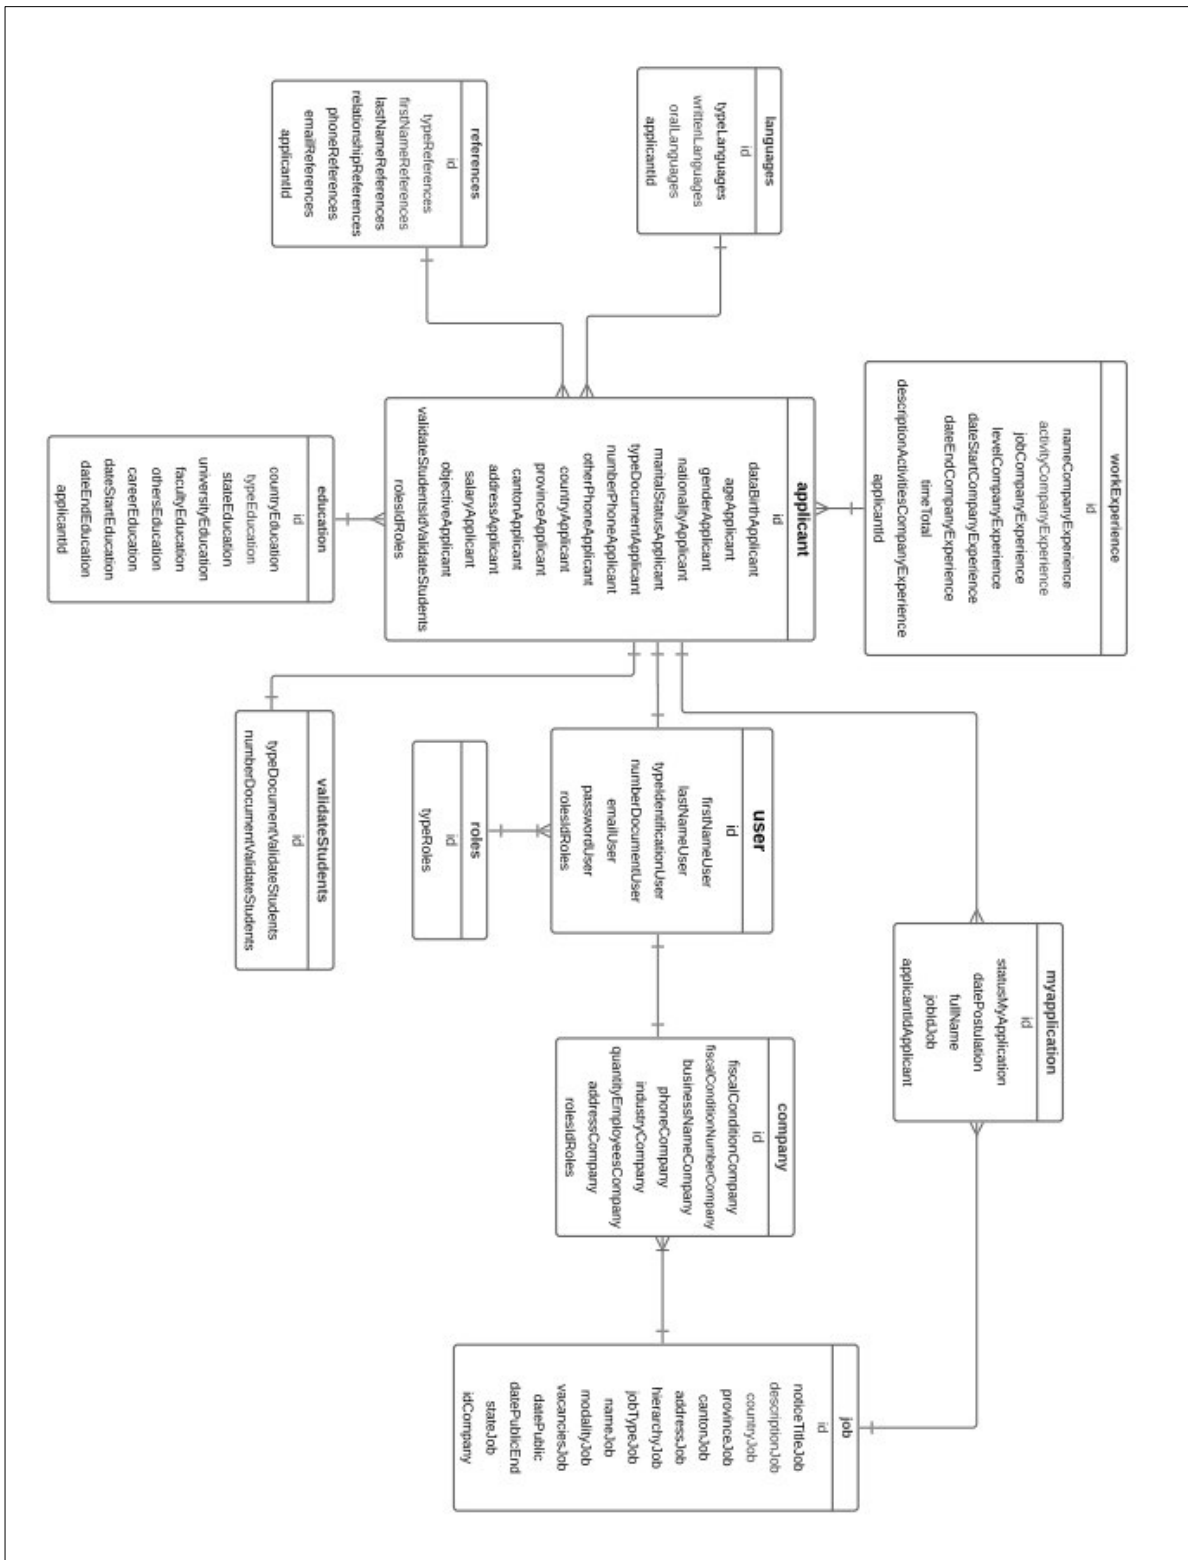 workExperience
id
nameCompanyExperience
activityCompanyExperience
jobCompanyExperience
levelCompanyExperience
dateStartCompanyExperience
dateEndCompanyExperience
timeTotal
descriptionActivitiesCompanyExperience
applicantId
myapplication
id
statusMyApplication
datePostulation
fullName
jobIdJob
applicantIdApplicant
languages
id
typeLanguages
writtenLanguages
oralLanguages
applicantId
applicant
id
dataBirthApplicant
ageApplicant
genderApplicant
nationalityApplicant
maritalStatusApplicant
typeDocumentApplicant
numberPhoneApplicant
otherPhoneApplicant
countryApplicant
provinceApplicant
cantonApplicant
addressApplicant
salaryApplicant
objectiveApplicant
validateStudentsIdValidateStudents
rolesIdRoles
user
id
firstNameUser
lastNameUser
typeIdentificationUser
numberDocumentUser
emailUser
passwordUser
rolesIdRoles
company
id
fiscalConditionCompany
fiscalConditionNumberCompany
businessNameCompany
phoneCompany
industryCompany
quantityEmployeesCompany
addressCompany
rolesIdRoles
job
id
noticeTitleJob
descriptionJob
countryJob
provinceJob
cantonJob
addressJob
hierarchyJob
jobTypeJob
nameJob
modalityJob
vacanciesJob
datePublic
datePublicEnd
stateJob
idCompany
references
id
typeReferences
firstNameReferences
lastNameReferences
relationshipReferences
phoneReferences
emailReferences
applicantId
roles
id
typeRoles
education
id
countryEducation
typeEducation
stateEducation
universityEducation
facultyEducation
othersEducation
careerEducation
dateStartEducation
dateEndEducation
applicantId
validateStudents
id
typeDocumentValidateStudents
numberDocumentValidateStudents